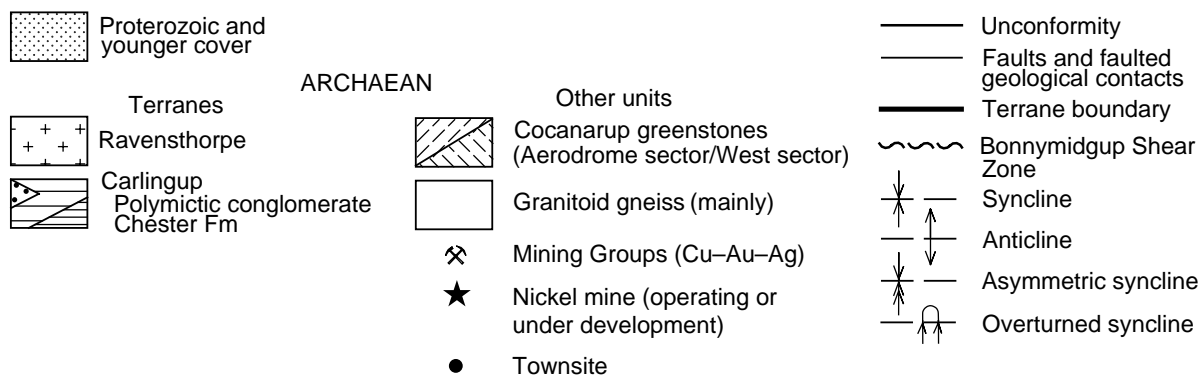 Proterozoic and
younger cover
ARCHAEAN
Terranes
Ravensthorpe
Carlingup
Polymictic conglomerate
Chester Fm
Other units
Cocanarup greenstones
(Aerodrome sector/West sector)
Granitoid gneiss (mainly)
Mining Groups (Cu–Au–Ag)
Nickel mine (operating or
under development)
Townsite
Unconformity
Faults and faulted
geological contacts
Terrane boundary
Bonnymidgup Shear
Zone
Syncline
Anticline
Asymmetric syncline
Overturned syncline